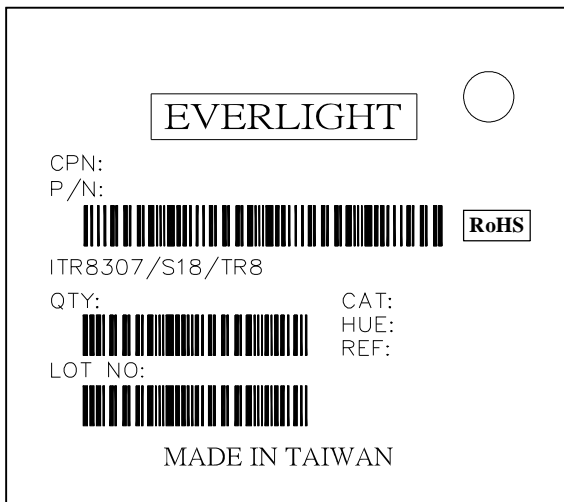 EVERLIGHT
CPN:
P/N:
RoHS
ITR8307/S18/TR8
QTY:
CAT:
HUE:
REF:
LOT NO:
MADE IN TAIWAN